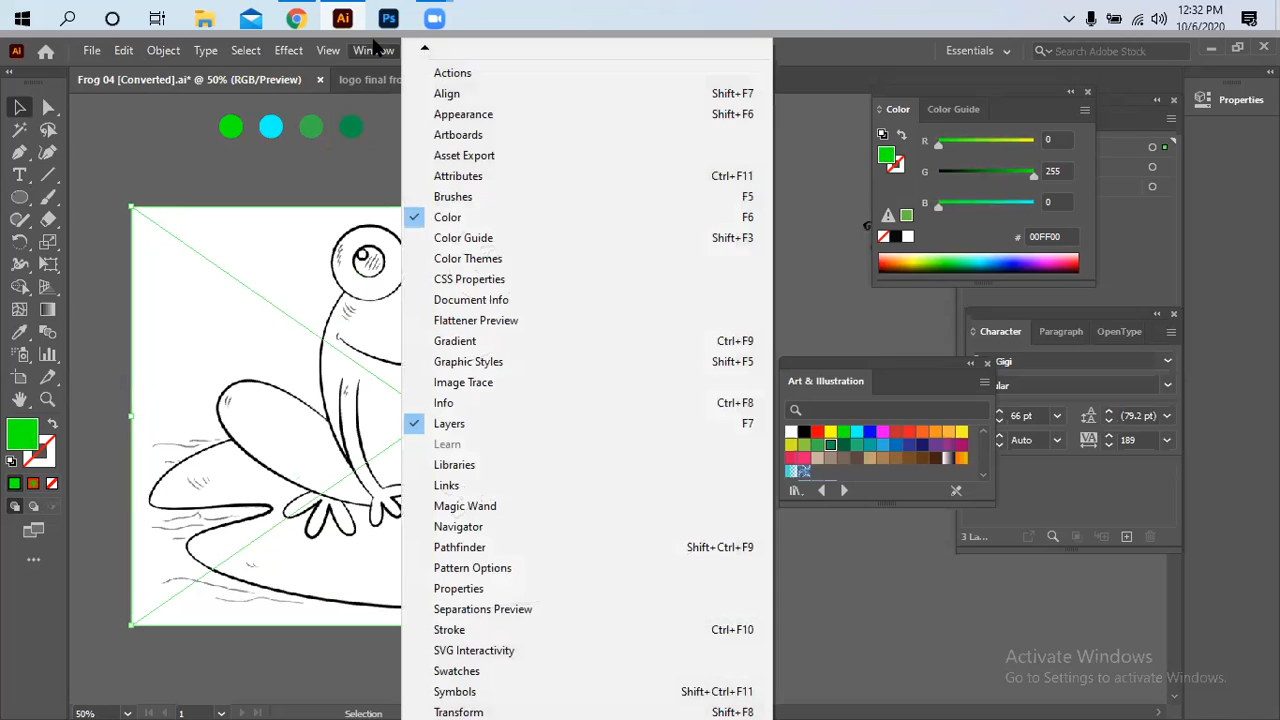 12:32 PM
10/6/2020
Ai
Ps
Ai
File Edit Object Type Select Effect View Window
Essentials
Search Adobe Stock
Frog 04 [Converted].ai* @ 50% (RGB/Preview) ×
logo final fro
Actions
Align Shift+F7
Appearance Shift+F6
Artboards
Asset Export
Attributes Ctrl+F11
Brushes F5
Color F6
Color Guide Shift+F3
Color Themes
CSS Properties
Document Info
Flattener Preview
Gradient Ctrl+F9
Graphic Styles Shift+F5
Image Trace
Info Ctrl+F8
Layers F7
Learn
Libraries
Links
Magic Wand
Navigator
Pathfinder Shift+Ctrl+F9
Pattern Options
Properties
Separations Preview
Stroke Ctrl+F10
SVG Interactivity
Swatches
Symbols Shift+Ctrl+F11
Transform Shift+F8
Color Color Guide
R 0
G 255
B 0
# 00FF00
Properties
Character Paragraph OpenType
Gigi
ular
66 pt (79.2 pt)
Auto VA 189
Art & Illustration
3 La...
Activate Windows
Go to Settings to activate Windows.
50% 1 Selection